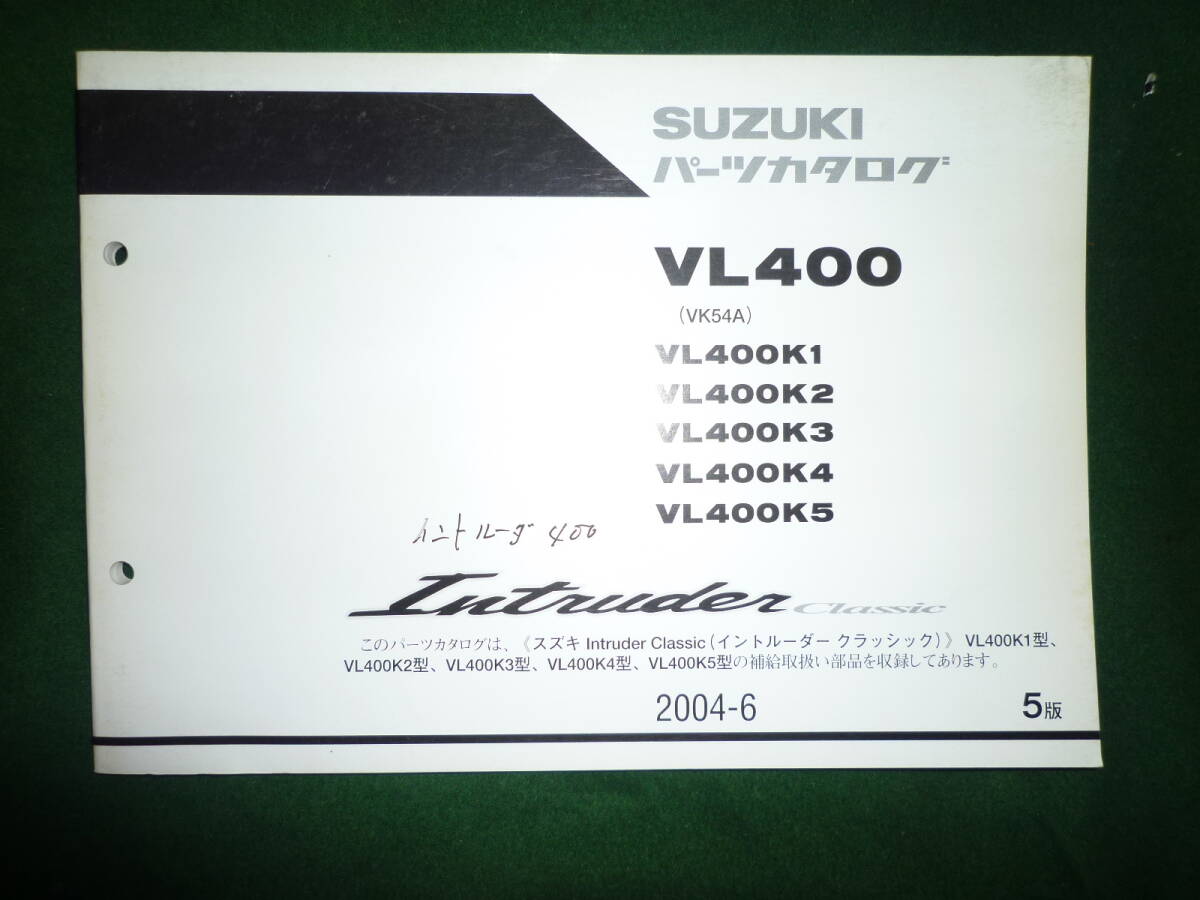 SUZUKI
パーツカタログ
VL400
(VK54A)
VL400K1
VL400K2
VL400K3
VL400K4
VL400K5
イントルーダ 400
Intruder Classic
このパーツカタログは、《スズキ Intruder Classic(イントルーダー クラッシック)》 VL400K1型、
VL400K2型、VL400K3型、VL400K4型、VL400K5型の補給取扱い部品を収録してあります。
2004-6 5版